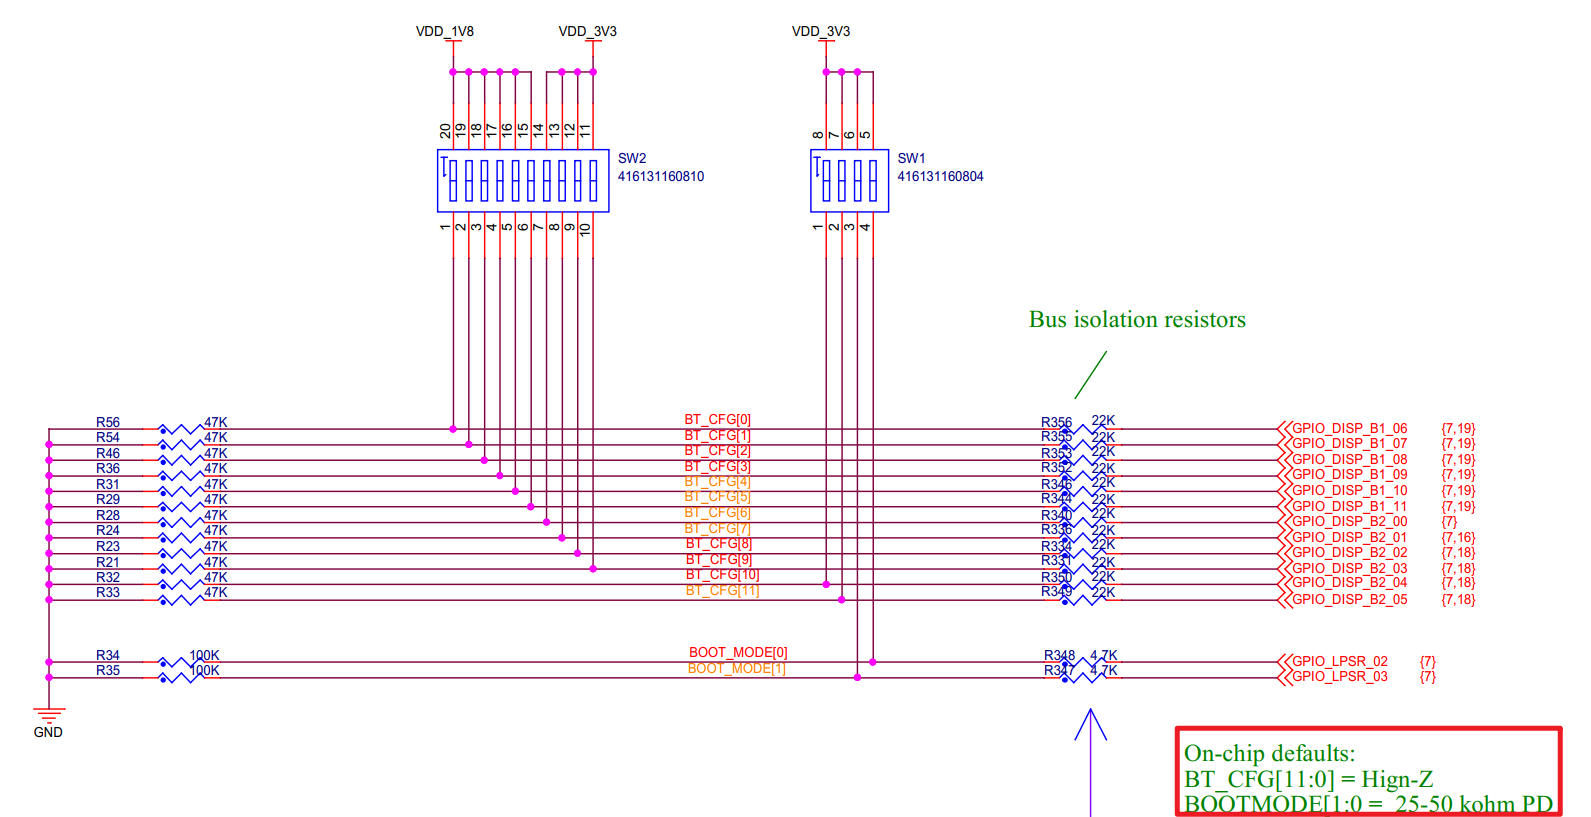 VDD_1V8 VDD_3V3 VDD_3V3
20 19 18 17 16 15 14 13 12 11 8 7 6 5
SW2 SW1
416131160810 416131160804
1 2 3 4 5 6 7 8 9 10 1 2 3 4
Bus isolation resistors
R56 47K BT_CFG[0] R356 22K GPIO_DISP_B1_06 {7,19}
R54 47K BT_CFG[1] R355 22K GPIO_DISP_B1_07 {7,19}
R46 47K BT_CFG[2] R353 22K GPIO_DISP_B1_08 {7,19}
R36 47K BT_CFG[3] R352 22K GPIO_DISP_B1_09 {7,19}
R31 47K BT_CFG[4] R346 22K GPIO_DISP_B1_10 {7,19}
R29 47K BT_CFG[5] R344 22K GPIO_DISP_B1_11 {7,19}
R28 47K BT_CFG[6] R340 22K GPIO_DISP_B2_00 {7}
R24 47K BT_CFG[7] R336 22K GPIO_DISP_B2_01 {7,16}
R23 47K BT_CFG[8] R334 22K GPIO_DISP_B2_02 {7,18}
R21 47K BT_CFG[9] R331 22K GPIO_DISP_B2_03 {7,18}
R32 47K BT_CFG[10] R350 22K GPIO_DISP_B2_04 {7,18}
R33 47K BT_CFG[11] R349 22K GPIO_DISP_B2_05 {7,18}
R34 100K BOOT_MODE[0] R348 4.7K GPIO_LPSR_02 {7}
R35 100K BOOT_MODE[1] R347 4.7K GPIO_LPSR_03 {7}
GND
On-chip defaults:
BT_CFG[11:0] = Hign-Z
BOOTMODE[1:0 = 25-50 kohm PD